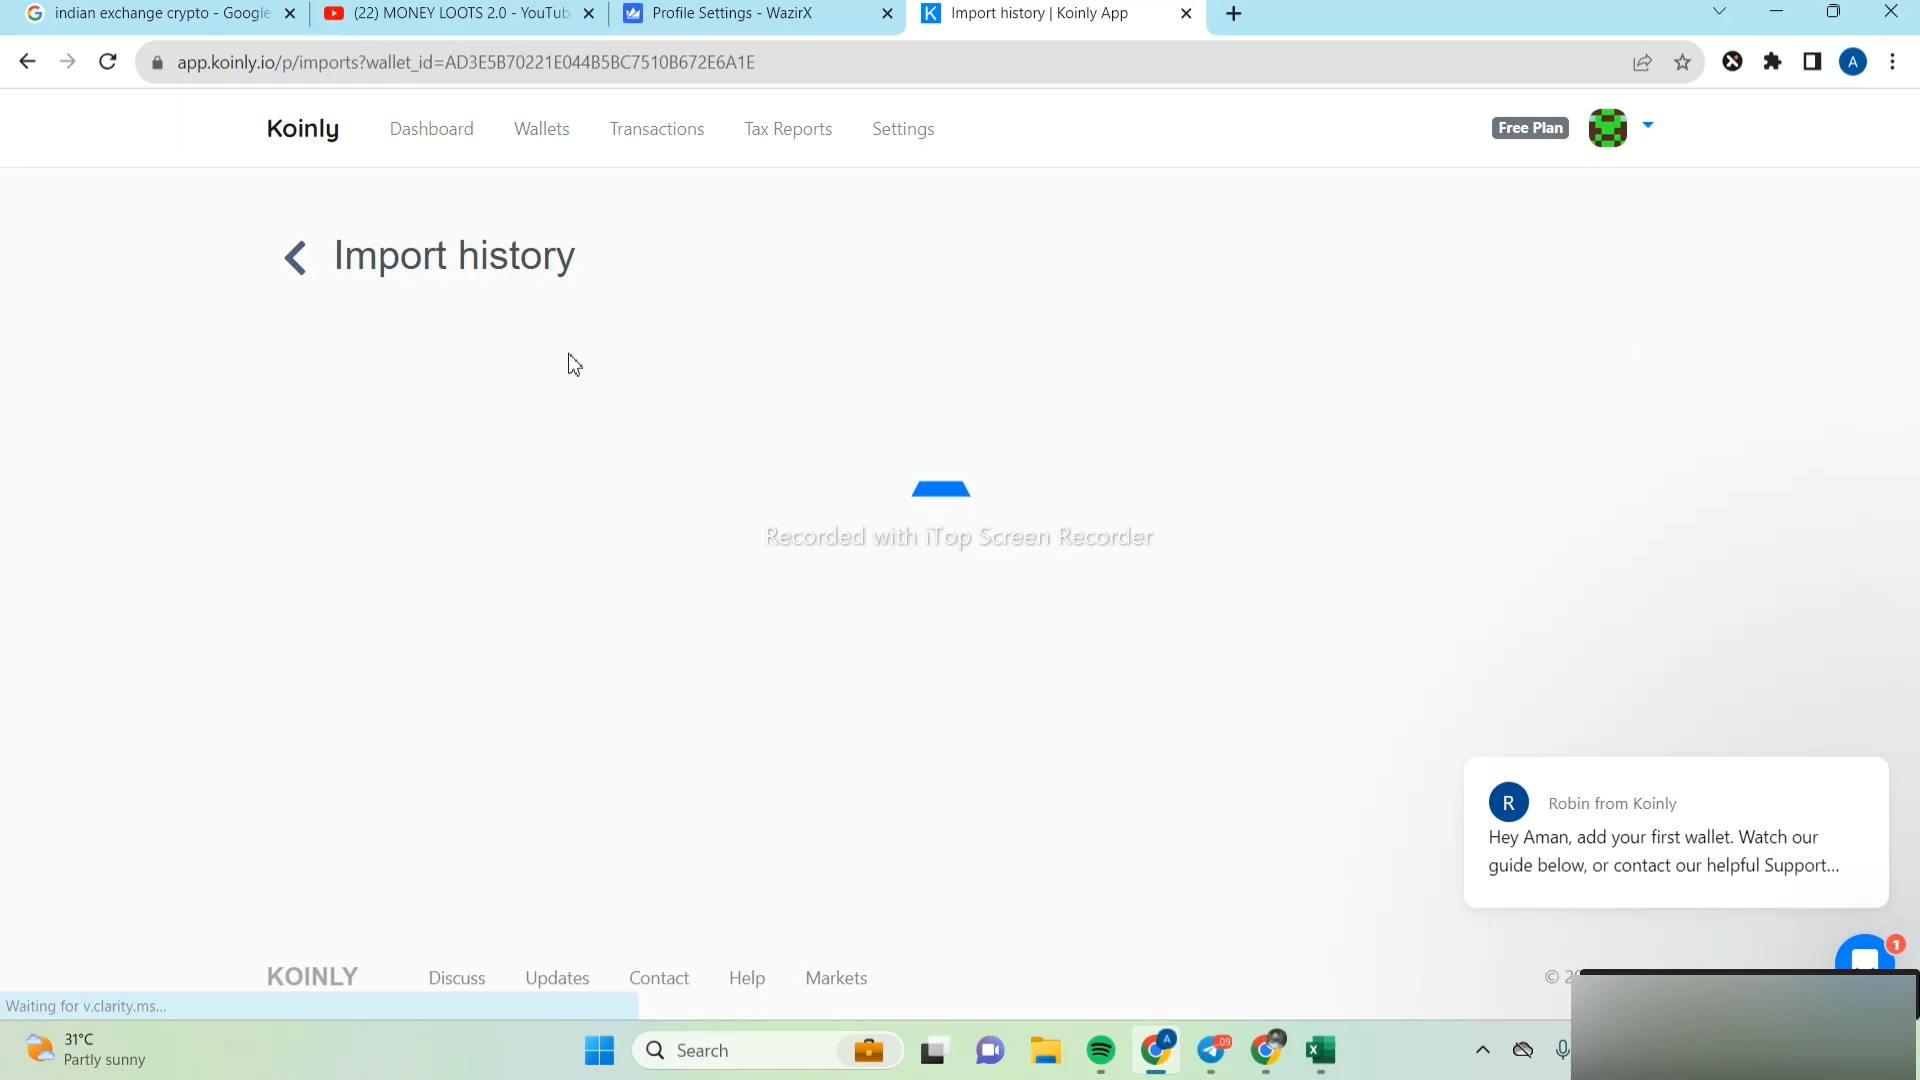 indian exchange crypto - Google
(22) MONEY LOOTS 2.0 - YouTub
Profile Settings - WazirX
Import history | Koinly App
app.koinly.io/p/imports?wallet_id=AD3E5B70221E044B5BC7510B672E6A1E
A
Koinly
Dashboard
Wallets
Transactions
Tax Reports
Settings
Free Plan
Import history
Recorded with iTop Screen Recorder
R
Robin from Koinly
Hey Aman, add your first wallet. Watch our
guide below, or contact our helpful Support...
1
KOINLY
Discuss
Updates
Contact
Help
Markets
© 2
Waiting for v.clarity.ms...
31°C
Partly sunny
Search
A
.09